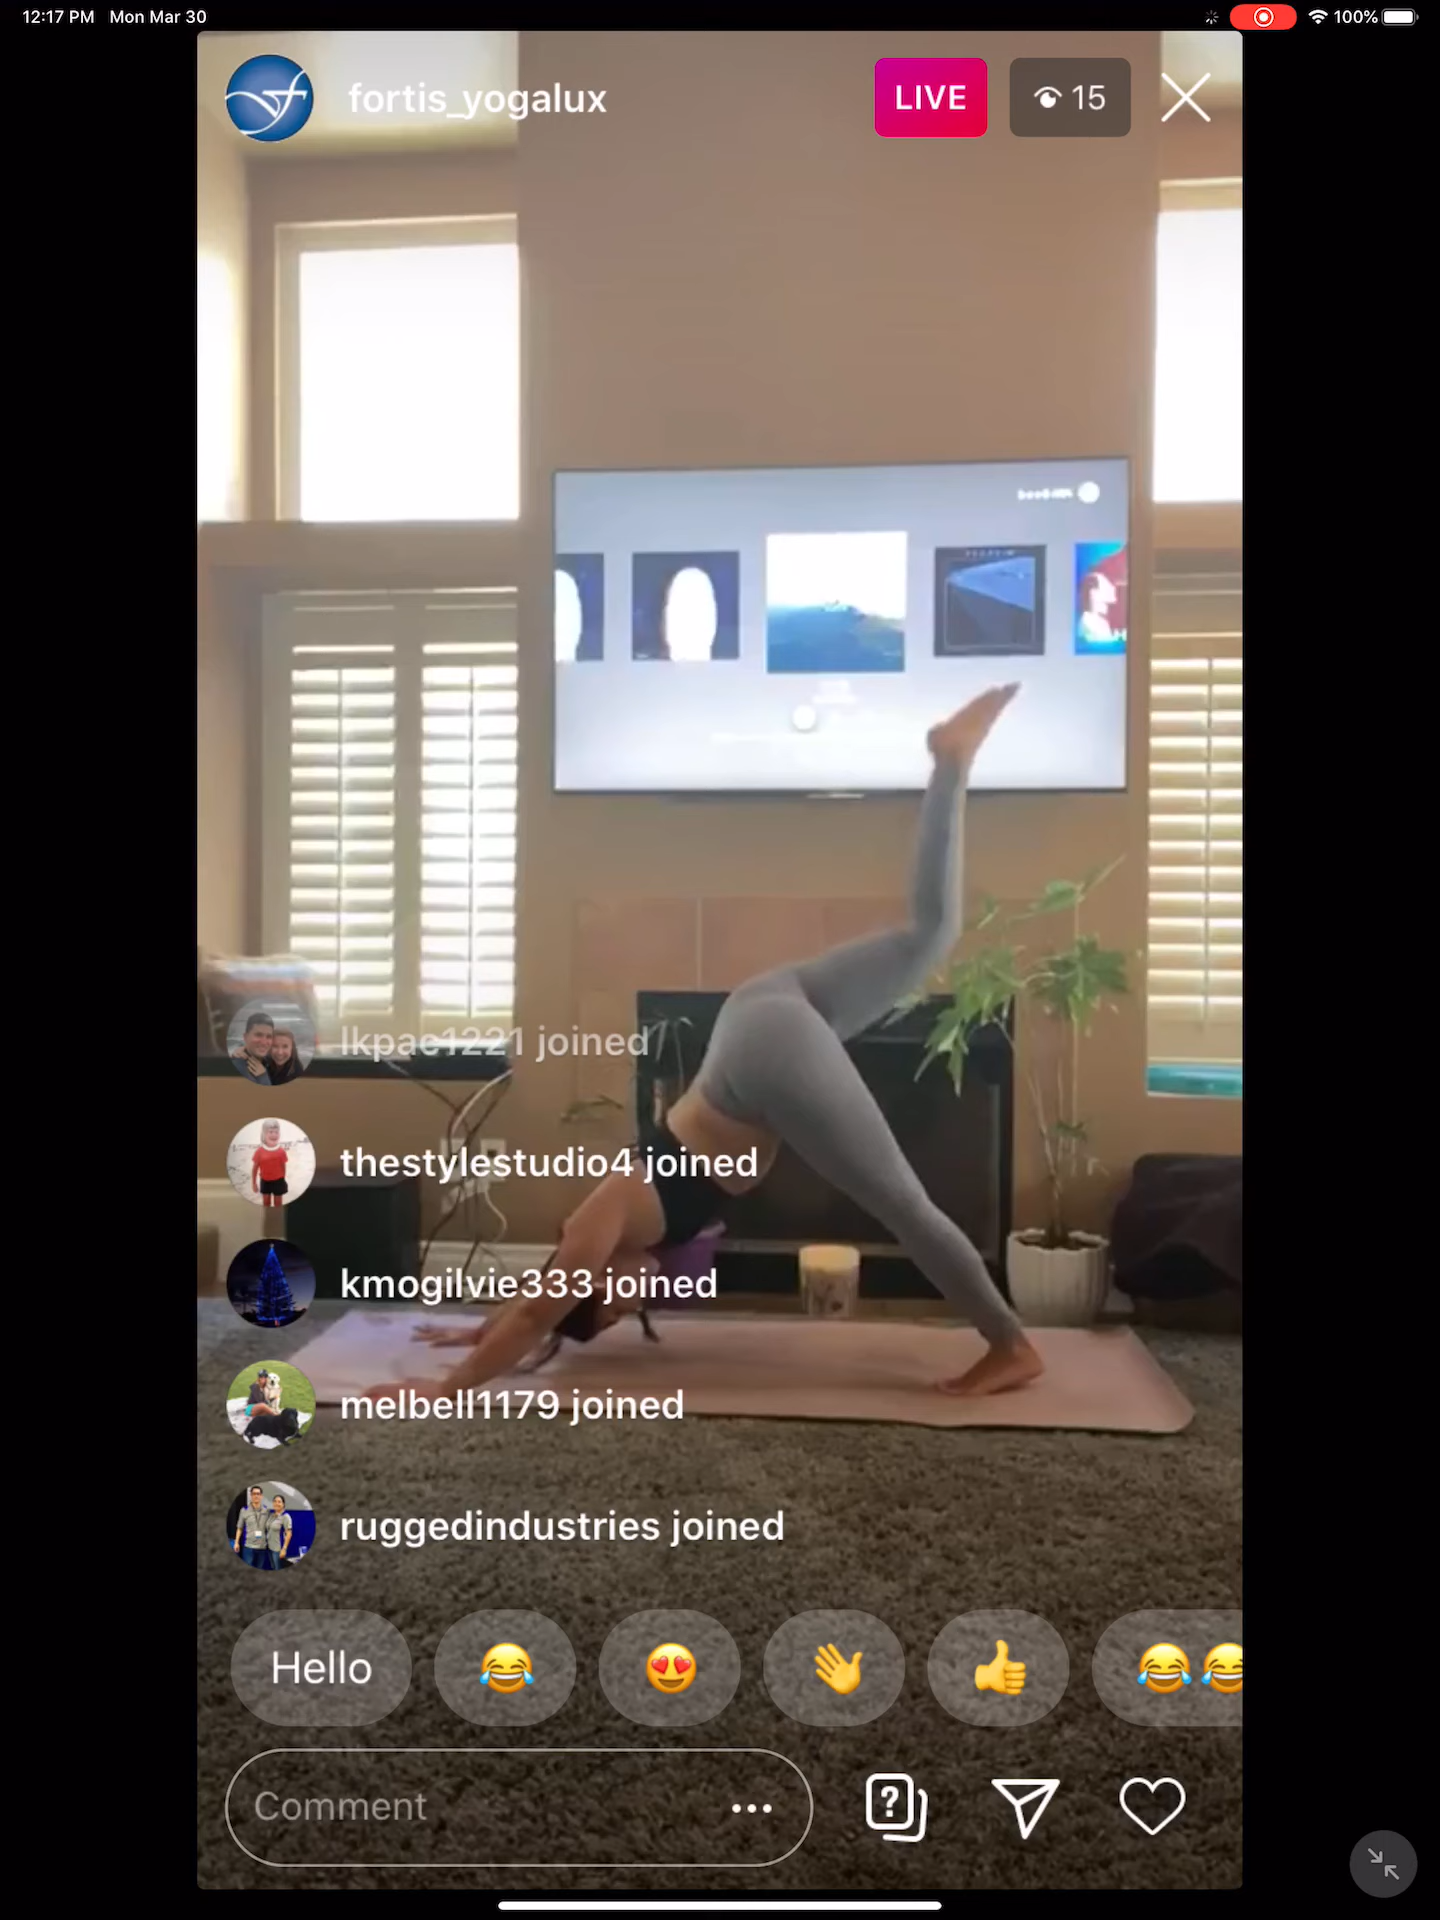 12:17 PM Mon Mar 30
100%
fortis_yogalux
LIVE
15
lkpac1221 joined
thestylestudio4 joined
kmogilvie333 joined
melbell1179 joined
ruggedindustries joined
Hello
Comment